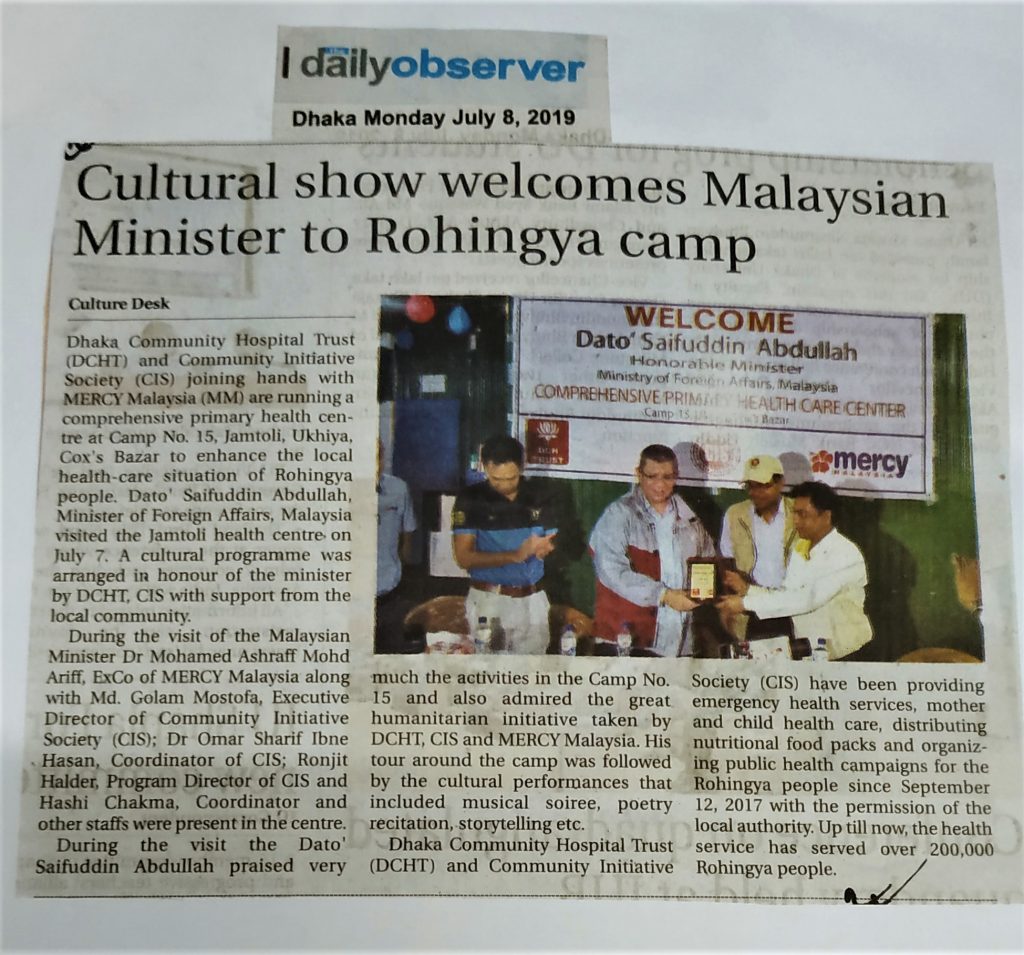 the dailyobserver
Dhaka Monday July 8, 2019
Cultural show welcomes Malaysian
Minister to Rohingya camp
Culture Desk
Dhaka Community Hospital Trust
(DCHT) and Community Initiative
Society (CIS) joining hands with
MERCY Malaysia (MM) are running a
comprehensive primary health cen-
tre at Camp No. 15, Jamtoli, Ukhiya,
Cox's Bazar to enhance the local
health-care situation of Rohingya
people. Dato' Saifuddin Abdullah,
Minister of Foreign Affairs, Malaysia
visited the Jamtoli health centre on
July 7. A cultural programme was
arranged in honour of the minister
by DCHT, CIS with support from the
local community.
During the visit of the Malaysian
Minister Dr Mohamed Ashraff Mohd
Ariff, ExCo of MERCY Malaysia along
with Md. Golam Mostofa, Executive
Director of Community Initiative
Society (CIS); Dr Omar Sharif Ibne
Hasan, Coordinator of CIS; Ronjit
Halder, Program Director of CIS and
Hashi Chakma, Coordinator and
other staffs were present in the centre.
During the visit the Dato'
Saifuddin Abdullah praised very
WELCOME
Dato' Saifuddin Abdullah
Honorable Minister
Ministry of Foreign Affairs, Malaysia
COMPREHENSIVE PRIMARY HEALTH CARE CENTER
Camp 15 Bazar
DCH
TRUST
mercy
MALAYSIA
much the activities in the Camp No.
15 and also admired the great
humanitarian initiative taken by
DCHT, CIS and MERCY Malaysia. His
tour around the camp was followed
by the cultural performances that
included musical soiree, poetry
recitation, storytelling etc.
Dhaka Community Hospital Trust
(DCHT) and Community Initiative
Society (CIS) have been providing
emergency health services, mother
and child health care, distributing
nutritional food packs and organiz-
ing public health campaigns for the
Rohingya people since September
12, 2017 with the permission of the
local authority. Up till now, the health
service has served over 200,000
Rohingya people.